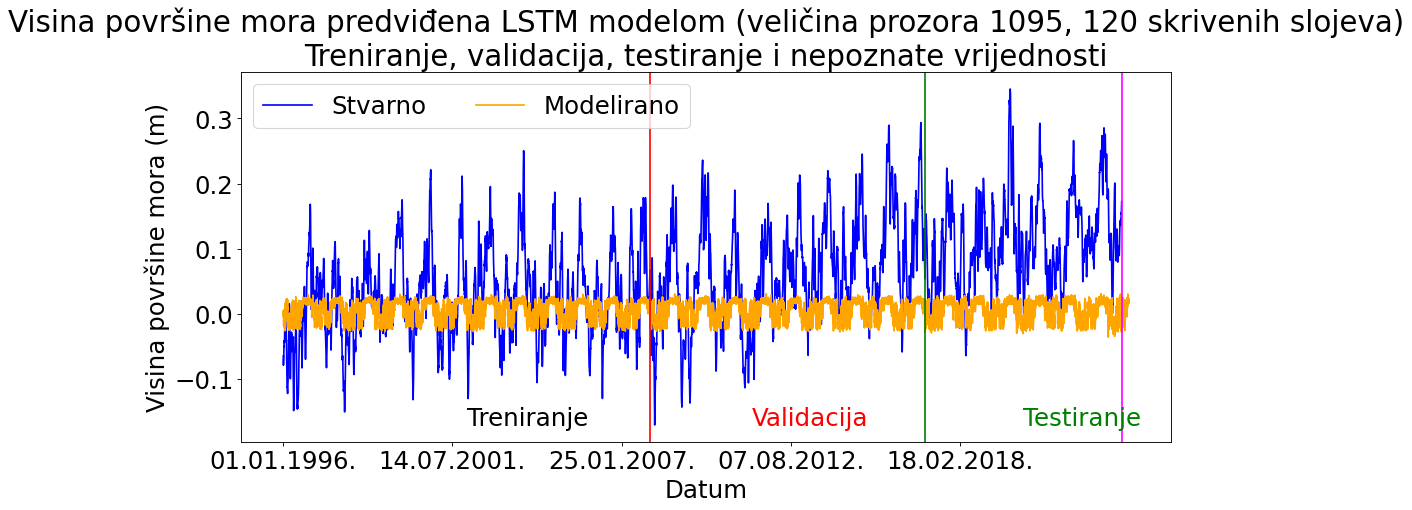 Visina površine mora predviđena LSTM modelom (veličina prozora 1095, 120 skrivenih slojeva)
Treniranje, validacija, testiranje i nepoznate vrijednosti
Stvarno Modelirano
Visina površine mora (m)
0.3
0.2
0.1
0.0
−0.1
Treniranje Validacija Testiranje
01.01.1996. 14.07.2001. 25.01.2007. 07.08.2012. 18.02.2018.
Datum